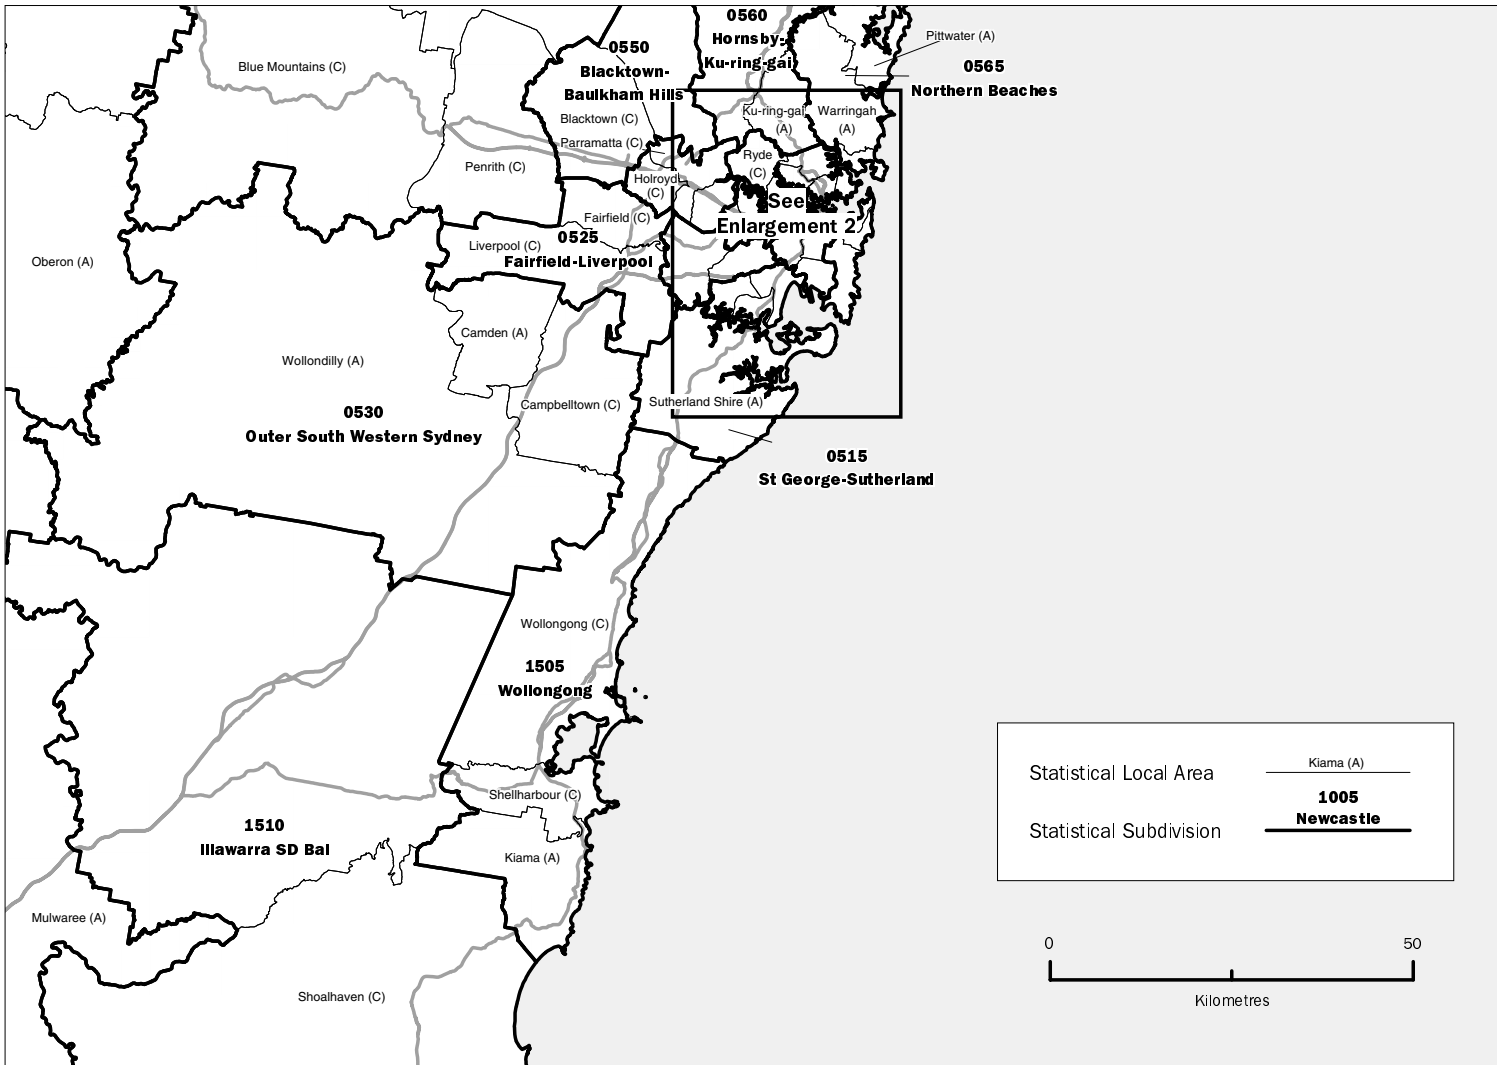 0560
Hornsby-
Ku-ring-gai
Pittwater (A)
0550
Blacktown-
Baulkham Hills
Blue Mountains (C)
0565
Northern Beaches
Blacktown (C)
Ku-ring-gai
(A)
Warringah
(A)
Parramatta (C)
Penrith (C)
Ryde
(C)
Holroyd
(C)
See
Enlargement 2
Fairfield (C)
Liverpool (C)
0525
Fairfield-Liverpool
Oberon (A)
Camden (A)
Wollondilly (A)
Campbelltown (C)
Sutherland Shire (A)
0530
Outer South Western Sydney
0515
St George-Sutherland
Wollongong (C)
1505
Wollongong
Shellharbour (C)
1510
Illawarra SD Bal
Kiama (A)
Mulwaree (A)
Shoalhaven (C)
Statistical Local Area
Kiama (A)
1005
Newcastle
Statistical Subdivision
0
50
Kilometres